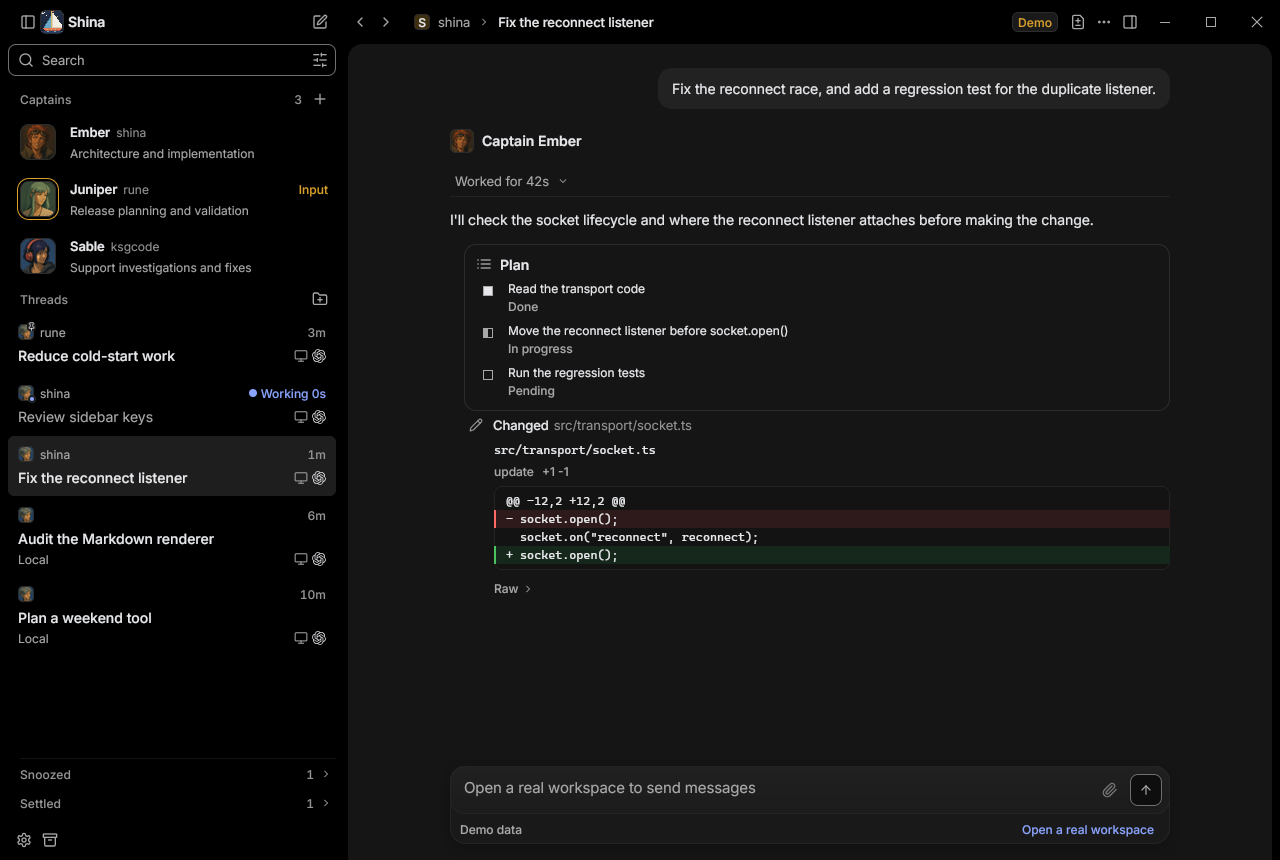 Shina
S shina > Fix the reconnect listener
Demo
Search
Captains 3
Ember shina
Architecture and implementation
Juniper rune Input
Release planning and validation
Sable ksgcode
Support investigations and fixes
Threads
rune 3m
Reduce cold-start work
shina Working 0s
Review sidebar keys
shina 1m
Fix the reconnect listener
6m
Audit the Markdown renderer
Local
10m
Plan a weekend tool
Local
Snoozed 1
Settled 1
Fix the reconnect race, and add a regression test for the duplicate listener.
Captain Ember
Worked for 42s
I'll check the socket lifecycle and where the reconnect listener attaches before making the change.
Plan
Read the transport code
Done
Move the reconnect listener before socket.open()
In progress
Run the regression tests
Pending
Changed src/transport/socket.ts
src/transport/socket.ts
update +1 -1
@@ -12,2 +12,2 @@
- socket.open();
socket.on("reconnect", reconnect);
+ socket.open();
Raw
Open a real workspace to send messages
Demo data Open a real workspace